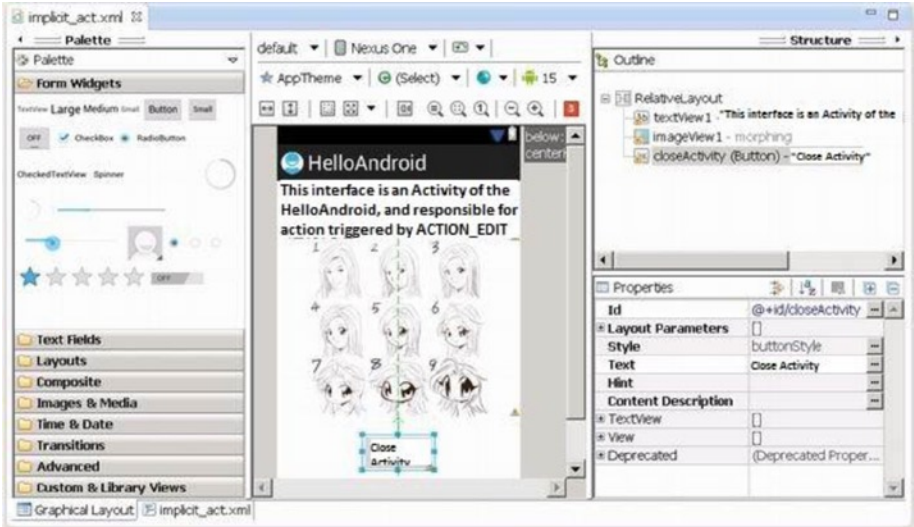 implicit_act.xml
Palette
Palette
Form Widgets
TextView Large Medium Small Button Small
OFF CheckBox RadioButton
CheckedTextView Spinner
OFF
Text Fields
Layouts
Composite
Images & Media
Time & Date
Transitions
Advanced
Custom & Library Views
default Nexus One
AppTheme (Select) 15
3
below:
HelloAndroid
This interface is an Activity of the
HelloAndroid, and responsible for
action triggered by ACTION_EDIT
1 2 3
4 5 6
7 8 9
Close
Activity
Structure
Outline
RelativeLayout
textView1 - "This interface is an Activity of the
imageView1 - morphing
closeActivity (Button) - "Close Activity"
Properties
Id @+id/closeActivity
Layout Parameters []
Style buttonStyle
Text Close Activity
Hint
Content Description
TextView []
View []
Deprecated (Deprecated Proper...
Graphical Layout implicit_act.xml